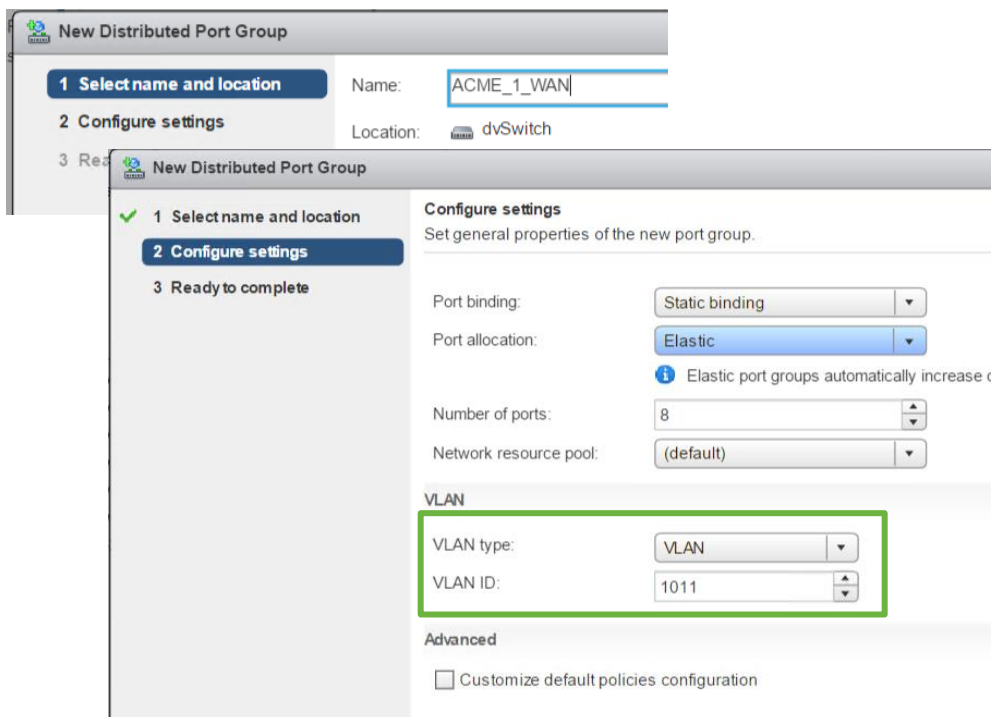 New Distributed Port Group
1 Select name and location
Name: ACME_1_WAN
2 Configure settings
Location: dvSwitch
3
New Distributed Port Group
1 Select name and location
2 Configure settings
3 Ready to complete
Configure settings
Set general properties of the new port group.
Port binding: Static binding
Port allocation: Elastic
Elastic port groups automatically increase
Number of ports: 8
Network resource pool: (default)
VLAN
VLAN type: VLAN
VLAN ID: 1011
Advanced
Customize default policies configuration